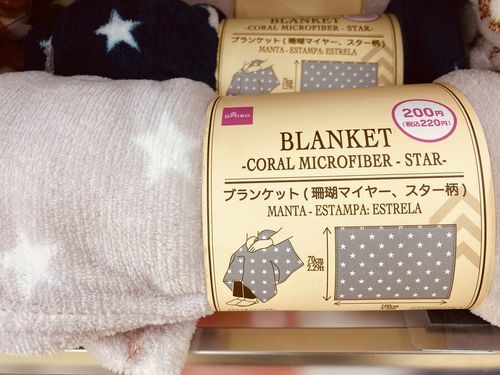 BLANKET
-CORAL MICROFIBER - STAR-
ブランケット(珊瑚マイヤー、スター柄)
MANTA - ESTAMPA: ESTRELA
DAISO
200円
(税込220円)
BLANKET
-CORAL MICROFIBER - STAR-
ブランケット(珊瑚マイヤー、スター柄)
MANTA - ESTAMPA: ESTRELA
70cm
2.29ft
100cm